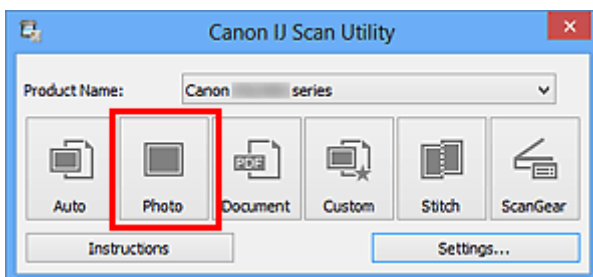 Canon IJ Scan Utility
Product Name: Canon series
PDF
Auto Photo Document Custom Stitch ScanGear
Instructions Settings...